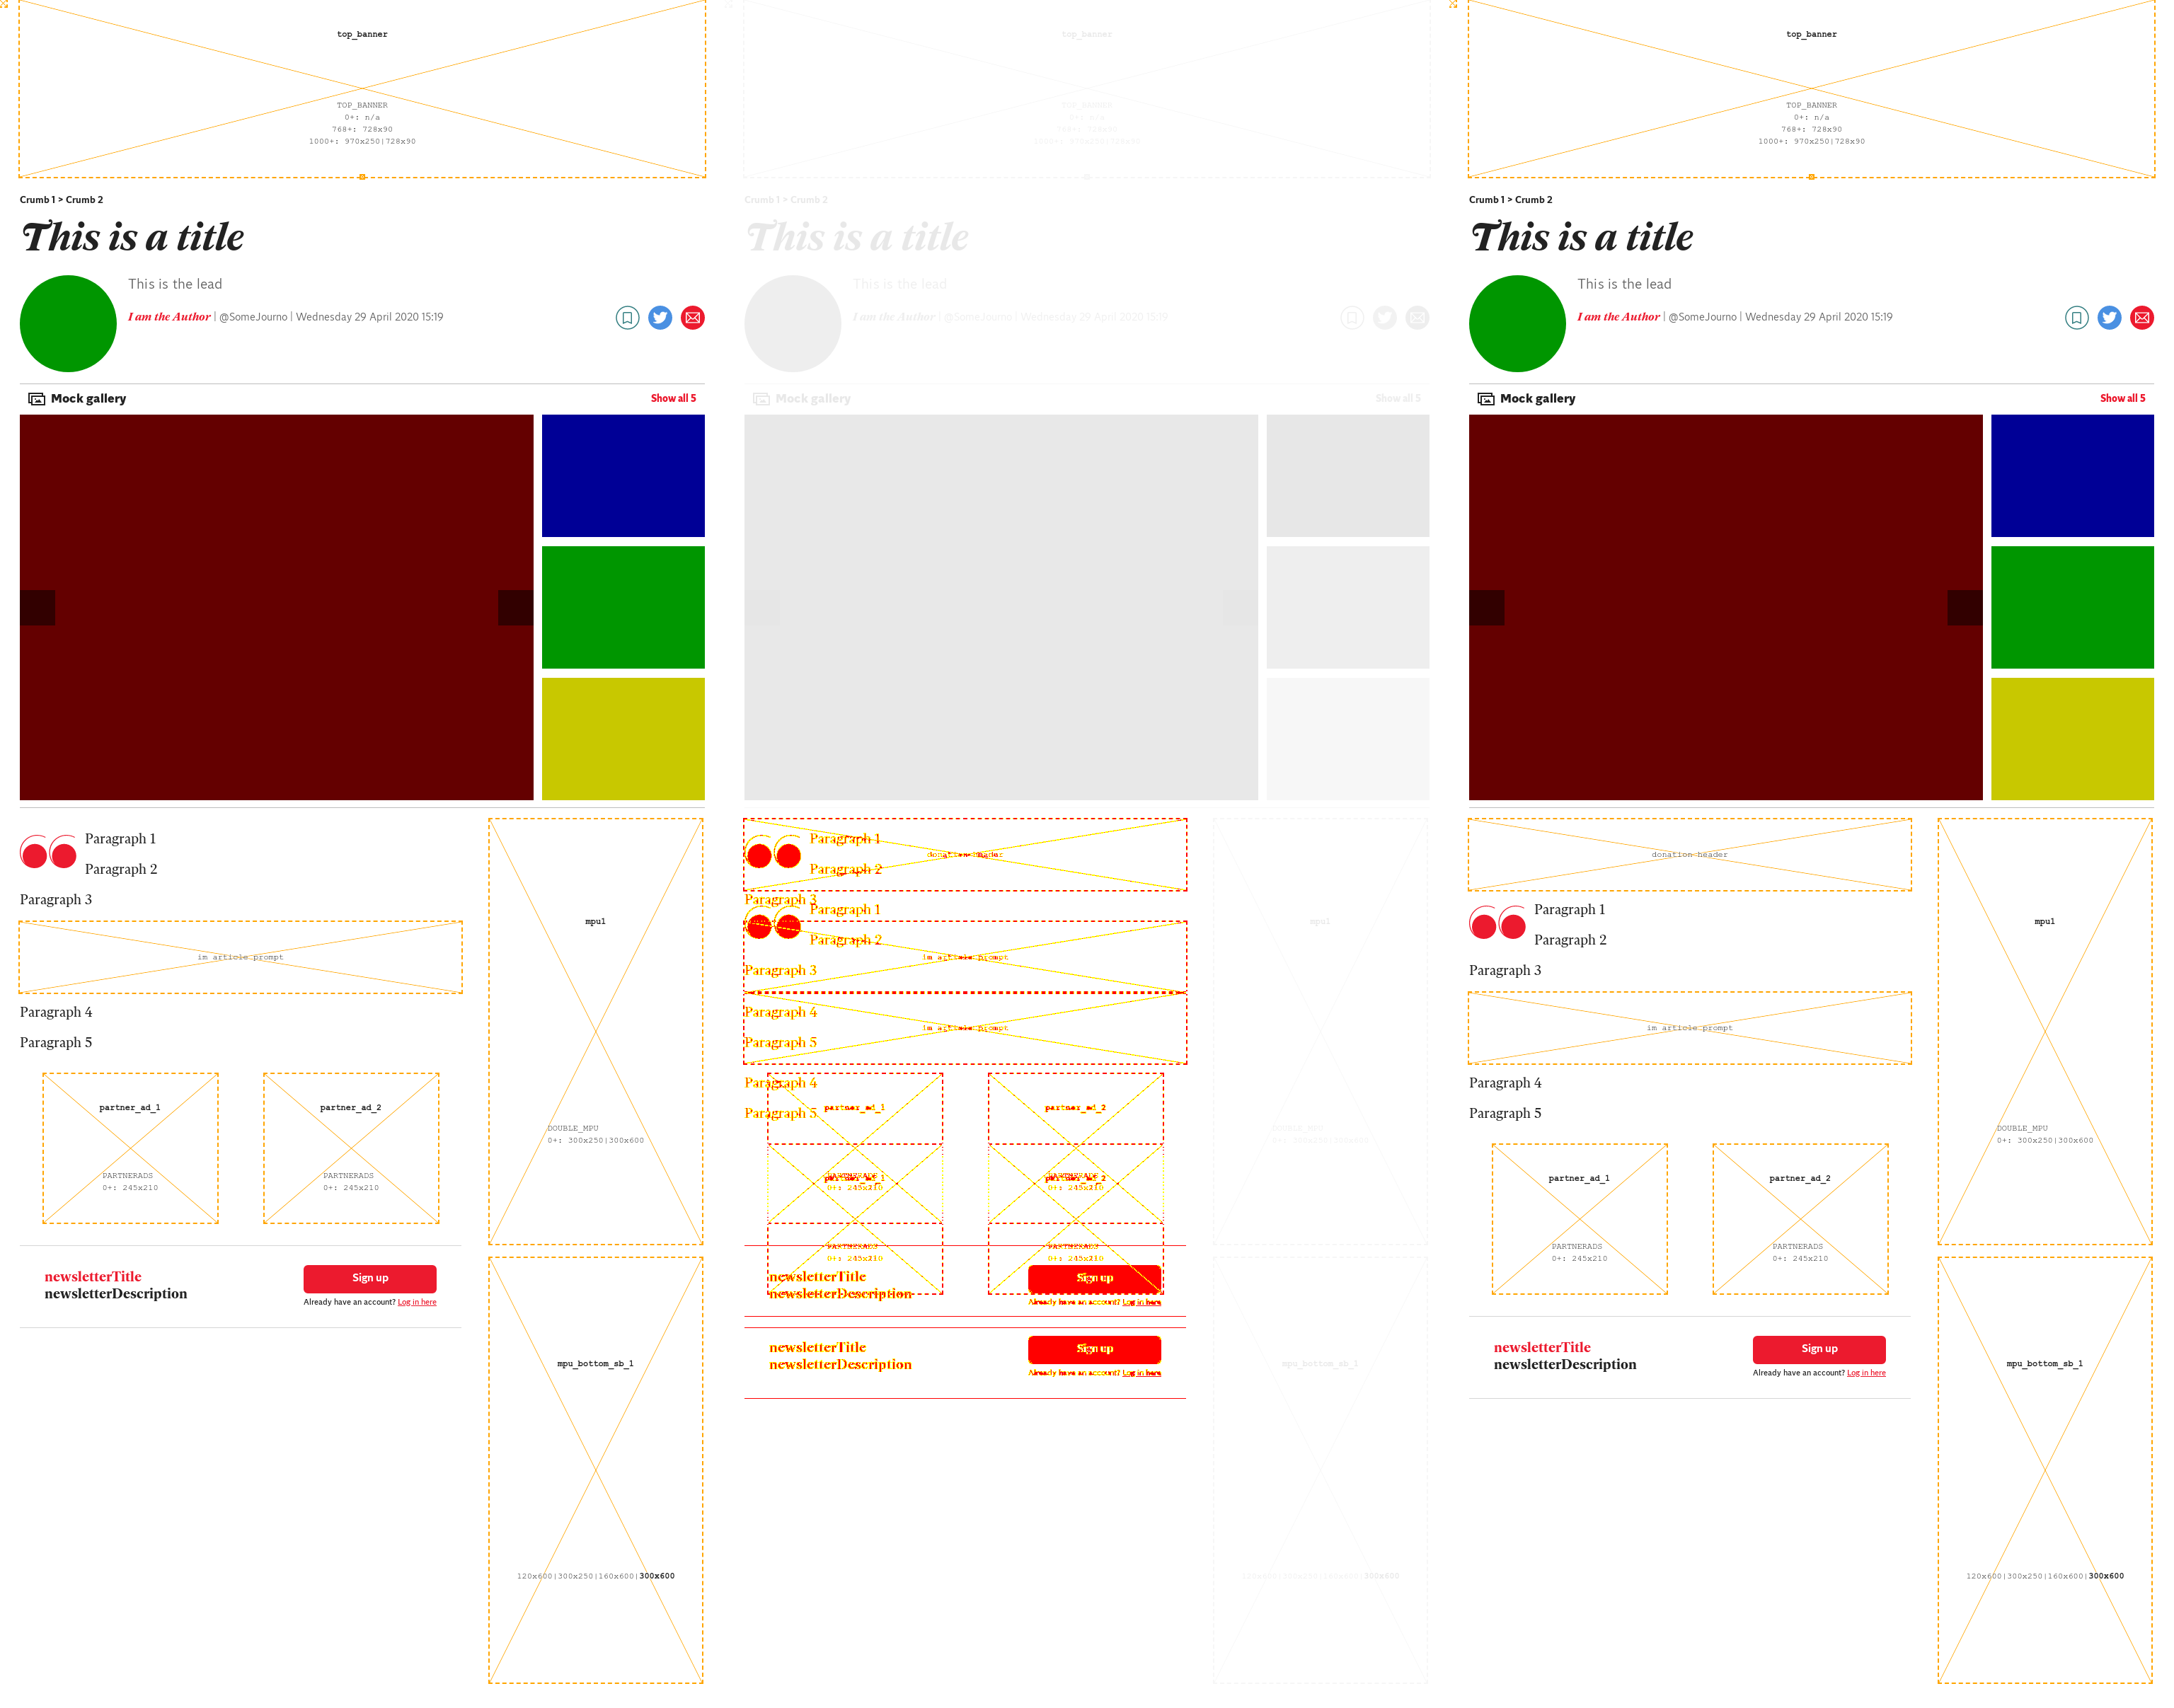 top_banner
TOP_BANNER
0+: n/a
768+: 728x90
1000+: 970x250|728x90
Crumb 1 > Crumb 2
This is a title
This is the lead
I am the Author | @SomeJourno | Wednesday 29 April 2020 15:19
Mock gallery
Show all 5
Paragraph 1
Paragraph 2
Paragraph 3
im article prompt
Paragraph 4
Paragraph 5
partner_ad_1
PARTNERADS
0+: 245x210
partner_ad_2
PARTNERADS
0+: 245x210
newsletterTitle
newsletterDescription
Sign up
Already have an account? Log in here
mpu1
DOUBLE_MPU
0+: 300x250|300x600
mpu_bottom_sb_1
120x600|300x250|160x600|300x600
top_banner
TOP_BANNER
0+: n/a
768+: 728x90
1000+: 970x250|728x90
Crumb 1 > Crumb 2
This is a title
This is the lead
I am the Author | @SomeJourno | Wednesday 29 April 2020 15:19
Mock gallery
Show all 5
Paragraph 1
donation-header
Paragraph 2
Paragraph 3
Paragraph 1
Paragraph 2
im article prompt
Paragraph 3
Paragraph 4
im article prompt
Paragraph 5
Paragraph 4
Paragraph 5
partner_ad_1
partner_ad_2
partner_ad_1
partner_ad_2
0+: 245x210
0+: 245x210
PARTNERADS
0+: 245x210
PARTNERADS
0+: 245x210
newsletterTitle
newsletterDescription
Sign up
Already have an account? Log in here
newsletterTitle
newsletterDescription
Sign up
Already have an account? Log in here
mpu1
DOUBLE_MPU
0+: 300x250|300x600
mpu_bottom_sb_1
120x600|300x250|160x600|300x600
top_banner
TOP_BANNER
0+: n/a
768+: 728x90
1000+: 970x250|728x90
Crumb 1 > Crumb 2
This is a title
This is the lead
I am the Author | @SomeJourno | Wednesday 29 April 2020 15:19
Mock gallery
Show all 5
donation-header
Paragraph 1
Paragraph 2
Paragraph 3
im article prompt
Paragraph 4
Paragraph 5
partner_ad_1
PARTNERADS
0+: 245x210
partner_ad_2
PARTNERADS
0+: 245x210
newsletterTitle
newsletterDescription
Sign up
Already have an account? Log in here
mpu1
DOUBLE_MPU
0+: 300x250|300x600
mpu_bottom_sb_1
120x600|300x250|160x600|300x600